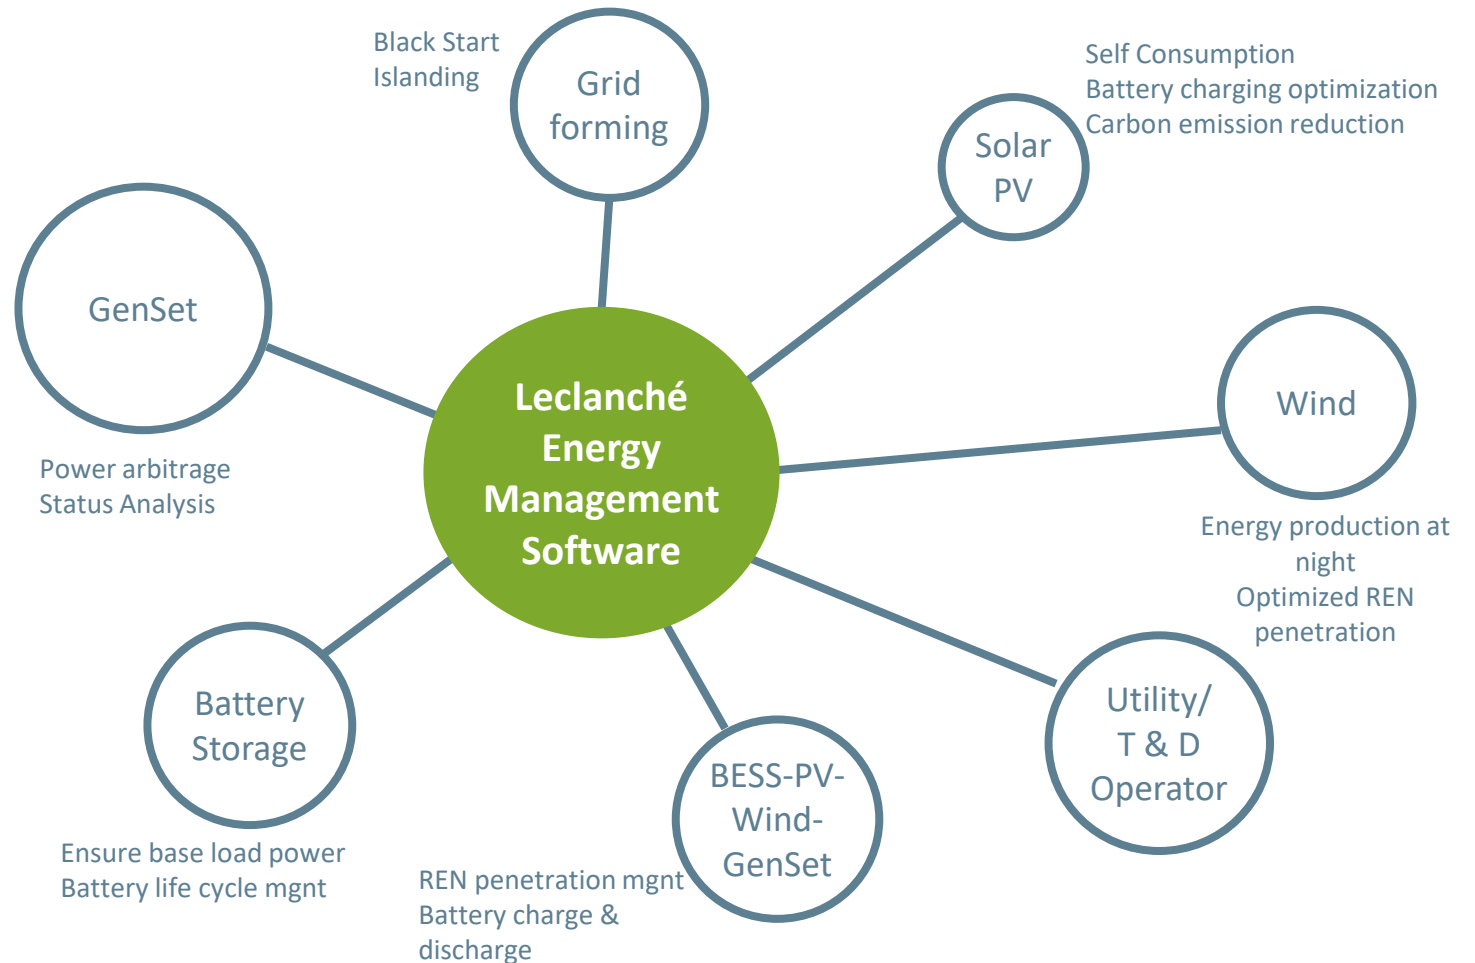 Black Start
Islanding
Grid
forming
Self Consumption
Battery charging optimization
Carbon emission reduction
Solar
PV
GenSet
Power arbitrage
Status Analysis
Leclanché
Energy
Management
Software
Wind
Energy production at
night
Optimized REN
penetration
Battery
Storage
Ensure base load power
Battery life cycle mgnt
BESS-PV-
Wind-
GenSet
REN penetration mgnt
Battery charge &
discharge
Utility/
T & D
Operator